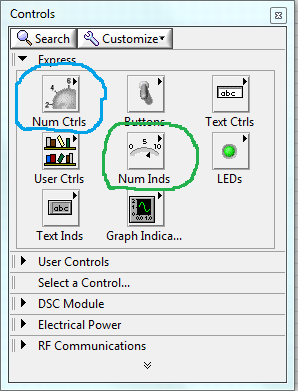 Controls
Search Customize
Express
Num Ctrls Buttons Text Ctrls
User Ctrls Num Inds LEDs
Text Inds Graph Indica...
User Controls
Select a Control...
DSC Module
Electrical Power
RF Communications